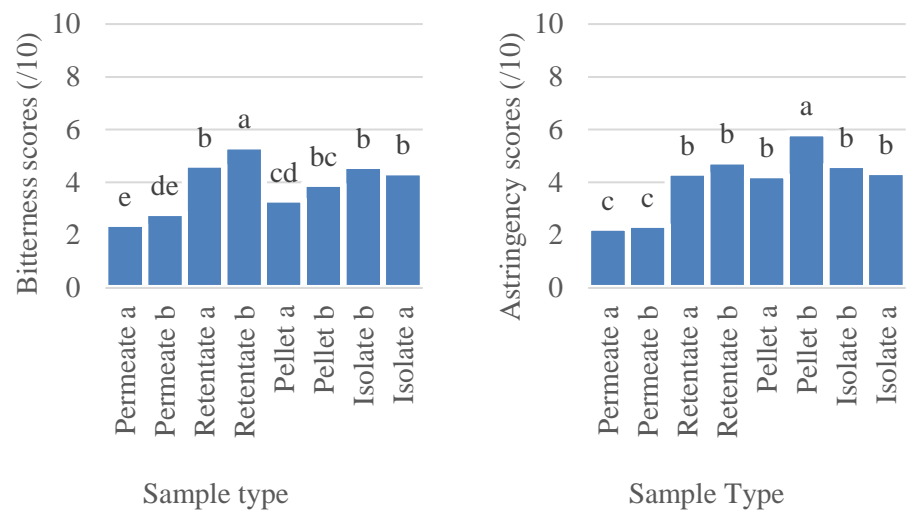 Bitterness scores (/10)
10
8
6
4
2
0
e
de
b
a
cd
bc
b
b
Permeate a
Permeate b
Retentate a
Retentate b
Pellet a
Pellet b
Isolate b
Isolate a
Sample type
Astringency scores (/10)
10
8
6
4
2
0
c
c
b
b
b
a
b
b
Permeate a
Permeate b
Retentate a
Retentate b
Pellet a
Pellet b
Isolate b
Isolate a
Sample Type